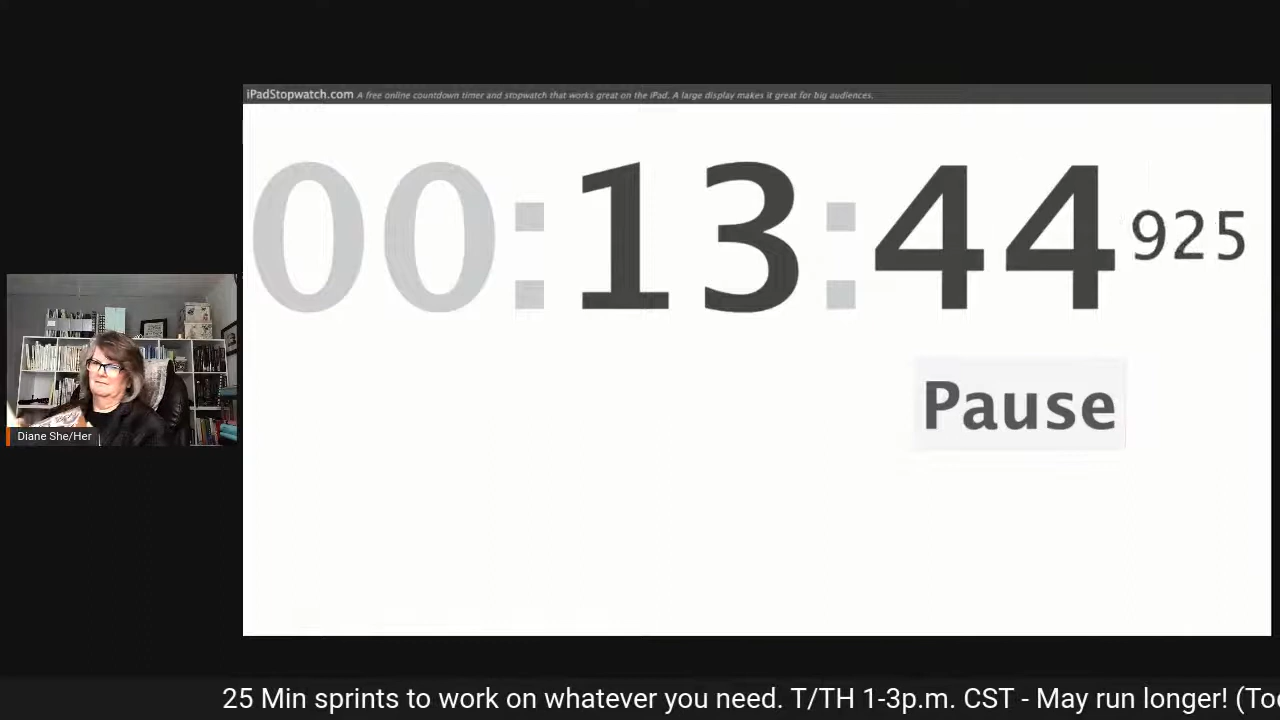 iPadStopwatch.com A free online countdown timer and stopwatch that works great on the iPad. A large display makes it great for big audiences.
00:13:44 925
Pause
Diane She/Her
25 Min sprints to work on whatever you need. T/TH 1-3p.m. CST - May run longer! (To